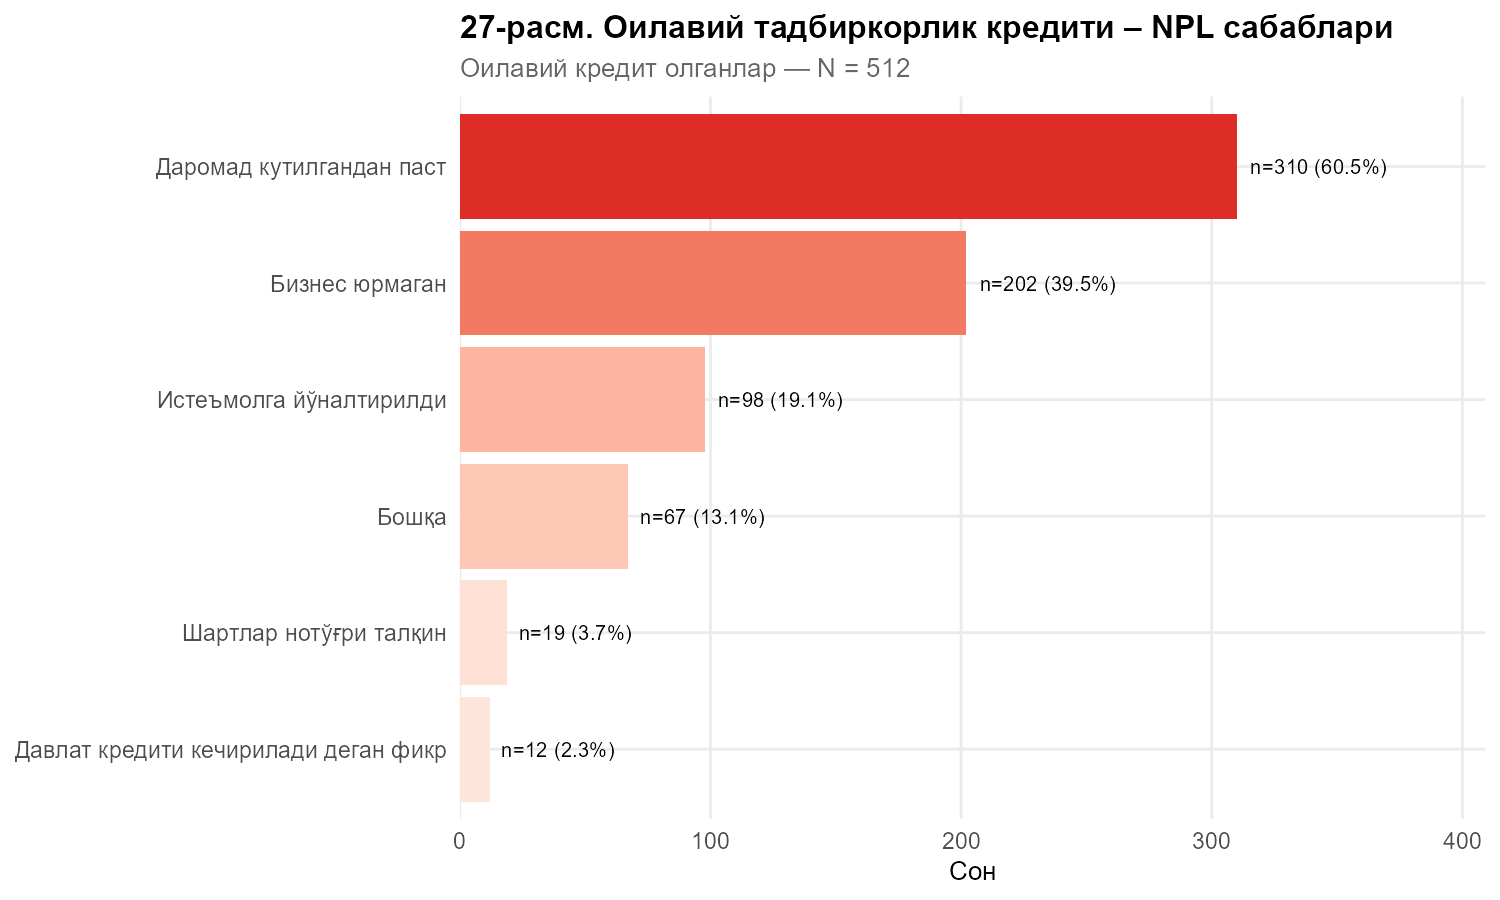 27-расм. Оилавий тадбиркорлик кредити – NPL сабаблари
Оилавий кредит олганлар — N = 512
Даромад кутилгандан паст
n=310 (60.5%)
Бизнес юрмаган
n=202 (39.5%)
Истеъмолга йўналтирилди
n=98 (19.1%)
Бошқа
n=67 (13.1%)
Шартлар нотўғри талқин
n=19 (3.7%)
Давлат кредити кечирилади деган фикр
n=12 (2.3%)
0 100 200 300 400
Сон